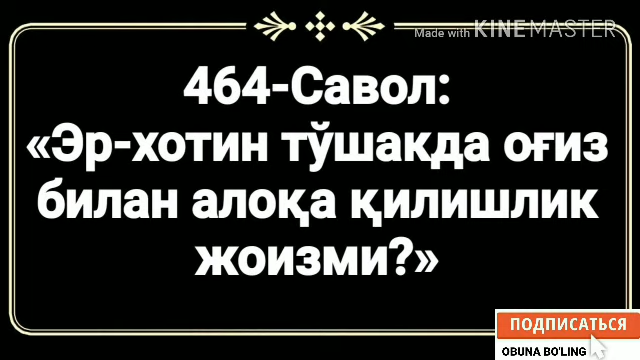 Made with KINEMASTER
464-Савол:
«Эр-хотин тўшакда оғиз
билан алоқа қилишлик
жоизми?»
ПОДПИСАТЬСЯ
OBUNA BO'LING